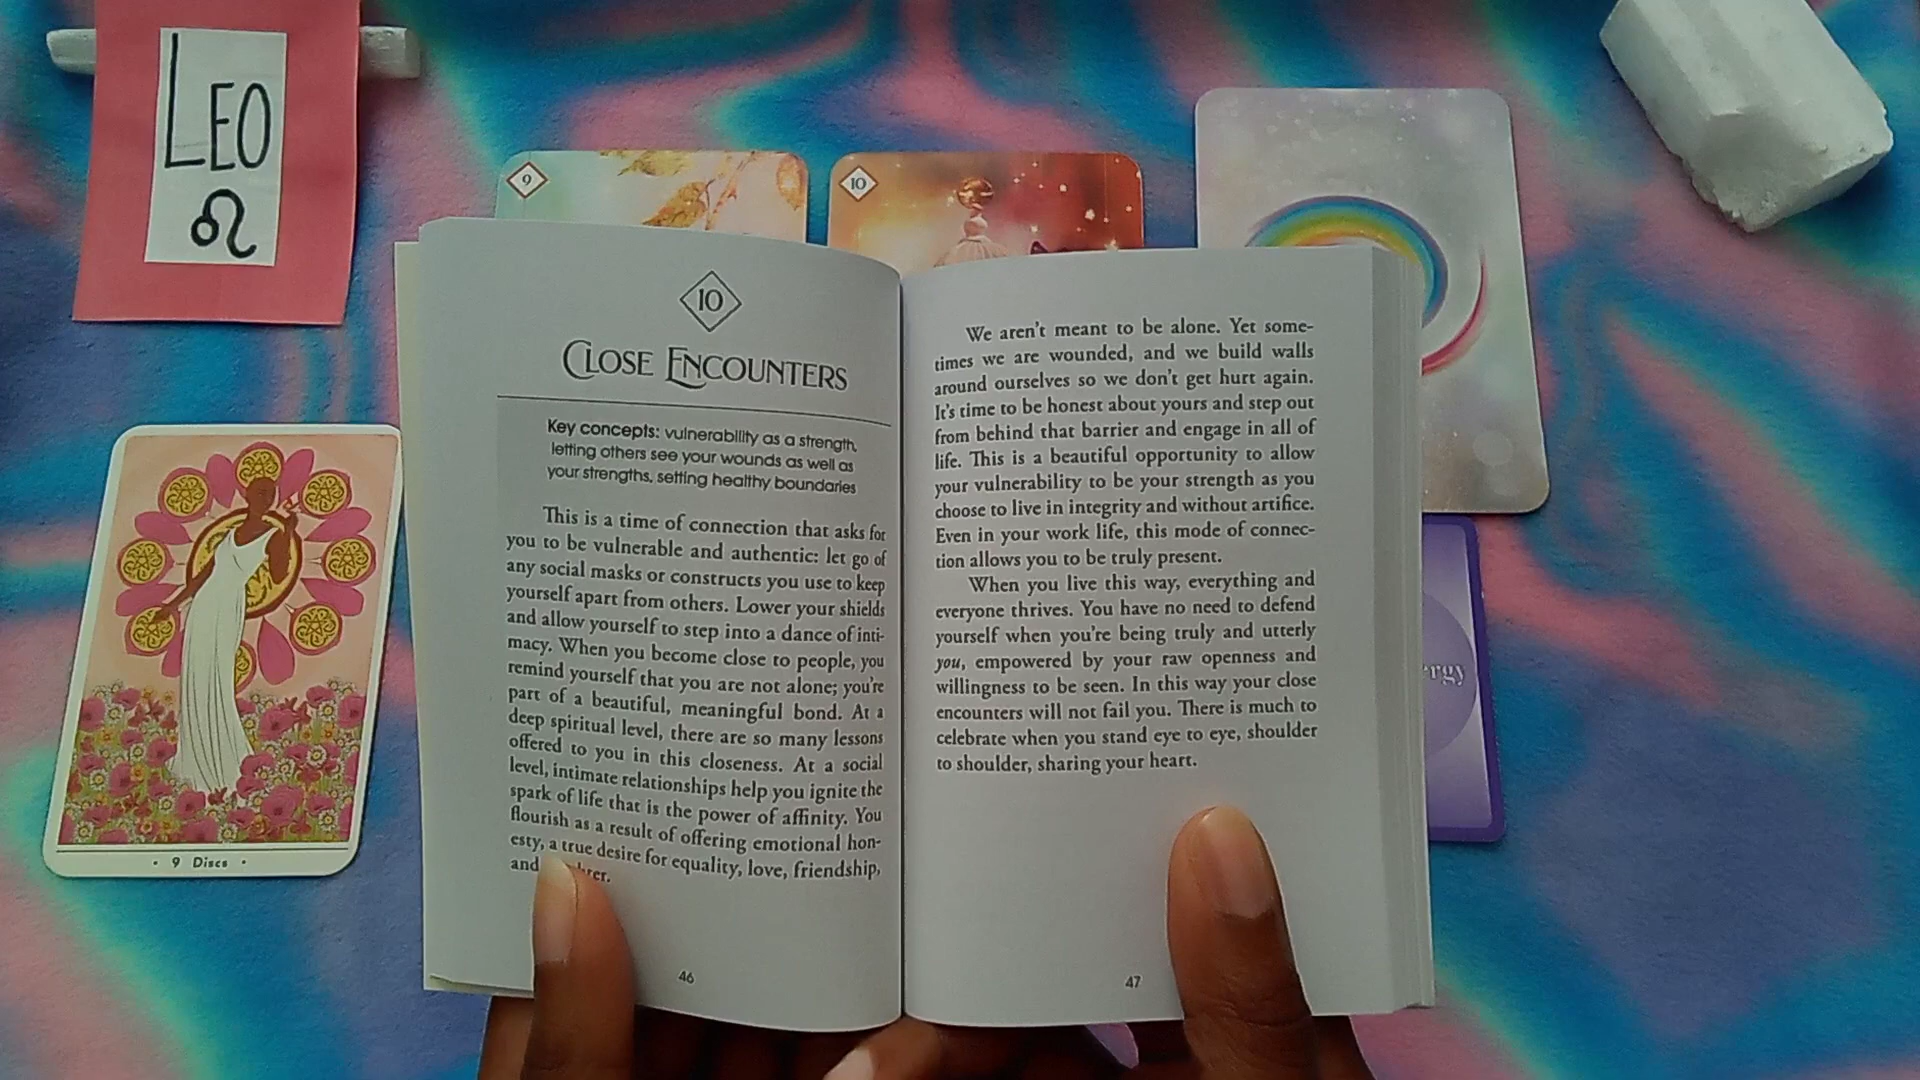 LEO
9
10
10
CLOSE ENCOUNTERS
Key concepts: vulnerability as a strength,
letting others see your wounds as well as
your strengths, setting healthy boundaries
This is a time of connection that asks for
you to be vulnerable and authentic: let go of
any social masks or constructs you use to keep
yourself apart from others. Lower your shields
and allow yourself to step into a dance of inti-
macy. When you become close to people, you
remind yourself that you are not alone; you're
part of a beautiful, meaningful bond. At a
deep spiritual level, there are so many lessons
offered to you in this closeness. At a social
level, intimate relationships help you ignite the
spark of life that is the power of affinity. You
flourish as a result of offering emotional hon-
esty, a true desire for equality, love, friendship,
and
46
We aren't meant to be alone. Yet some-
times we are wounded, and we build walls
around ourselves so we don't get hurt again.
It's time to be honest about yours and step out
from behind that barrier and engage in all of
life. This is a beautiful opportunity to allow
your vulnerability to be your strength as you
choose to live in integrity and without artifice.
Even in your work life, this mode of connec-
tion allows you to be truly present.
When you live this way, everything and
everyone thrives. You have no need to defend
yourself when you're being truly and utterly
you, empowered by your raw openness and
willingness to be seen. In this way your close
encounters will not fail you. There is much to
celebrate when you stand eye to eye, shoulder
to shoulder, sharing your heart.
47
9 Discs